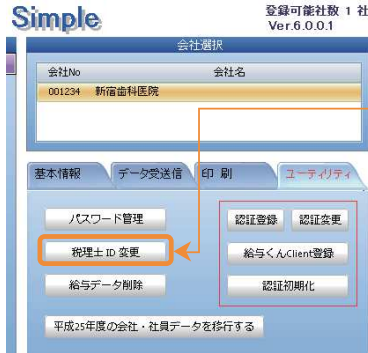 Simple
登録可能社数 1 社
Ver.6.0.0.1
会社選択
会社No 会社名
001234 新宿歯科医院
基本情報 データ受送信 印 刷 ユーティリティ
パスワード管理 認証登録 認証変更
税理士 ID 変更 給与くんClient登録
給与データ削除 認証初期化
平成25年度の会社・社員データを移行する